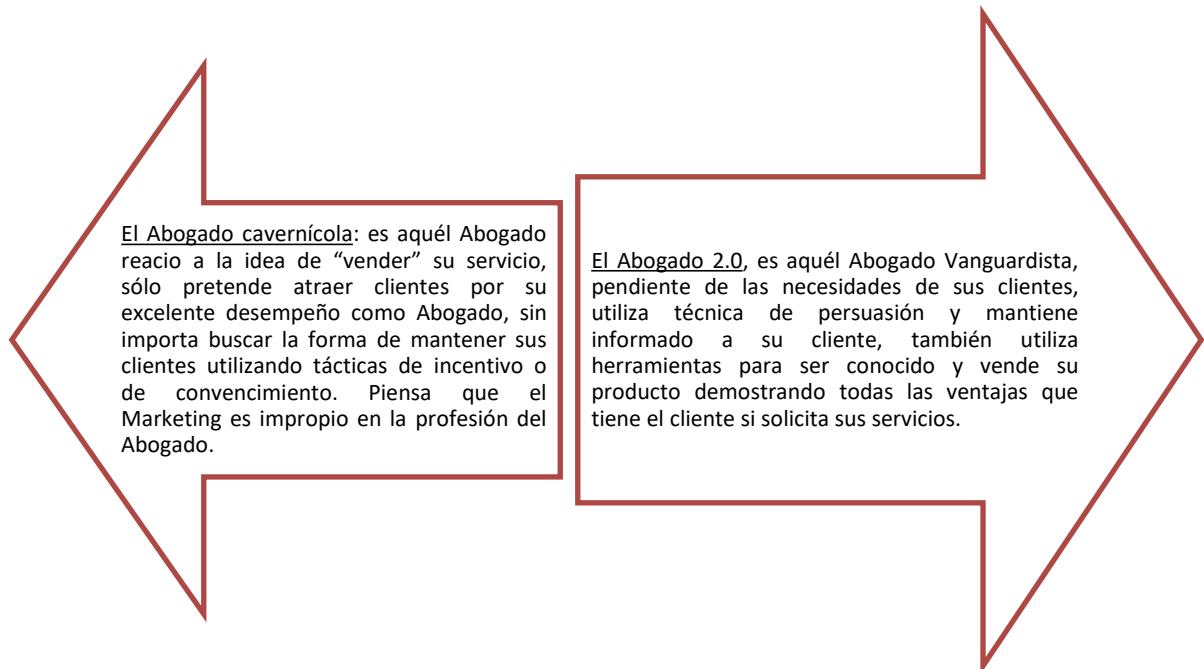 El Abogado cavernícola: es aquél Abogado
reacio a la idea de “vender” su servicio,
sólo pretende atraer clientes por su
excelente desempeño como Abogado, sin
importa buscar la forma de mantener sus
clientes utilizando tácticas de incentivo o
de convencimiento. Piensa que el
Marketing es impropio en la profesión del
Abogado.
El Abogado 2.0, es aquél Abogado Vanguardista,
pendiente de las necesidades de sus clientes,
utiliza técnica de persuasión y mantiene
informado a su cliente, también utiliza
herramientas para ser conocido y vende su
producto demostrando todas las ventajas que
tiene el cliente si solicita sus servicios.